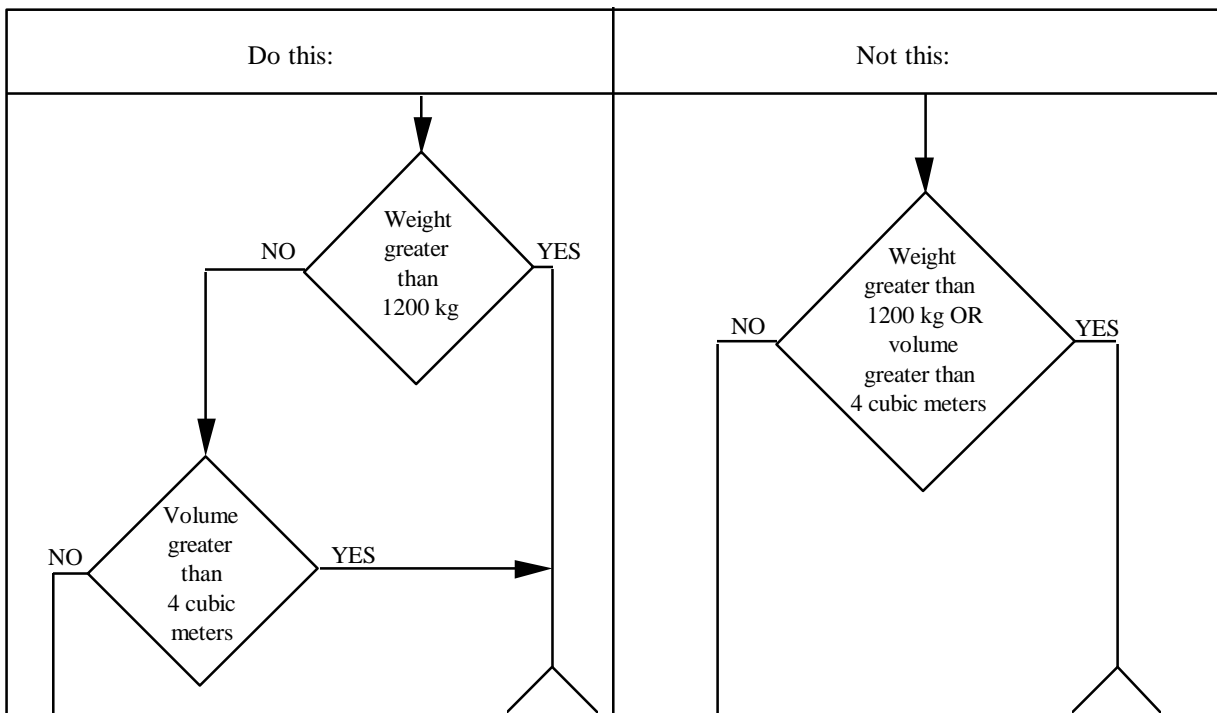 Do this:
Not this:
Weight
greater
than
1200 kg
NO
YES
Volume
greater
than
4 cubic
meters
NO
YES
Weight
greater than
1200 kg OR
volume
greater than
4 cubic meters
NO
YES